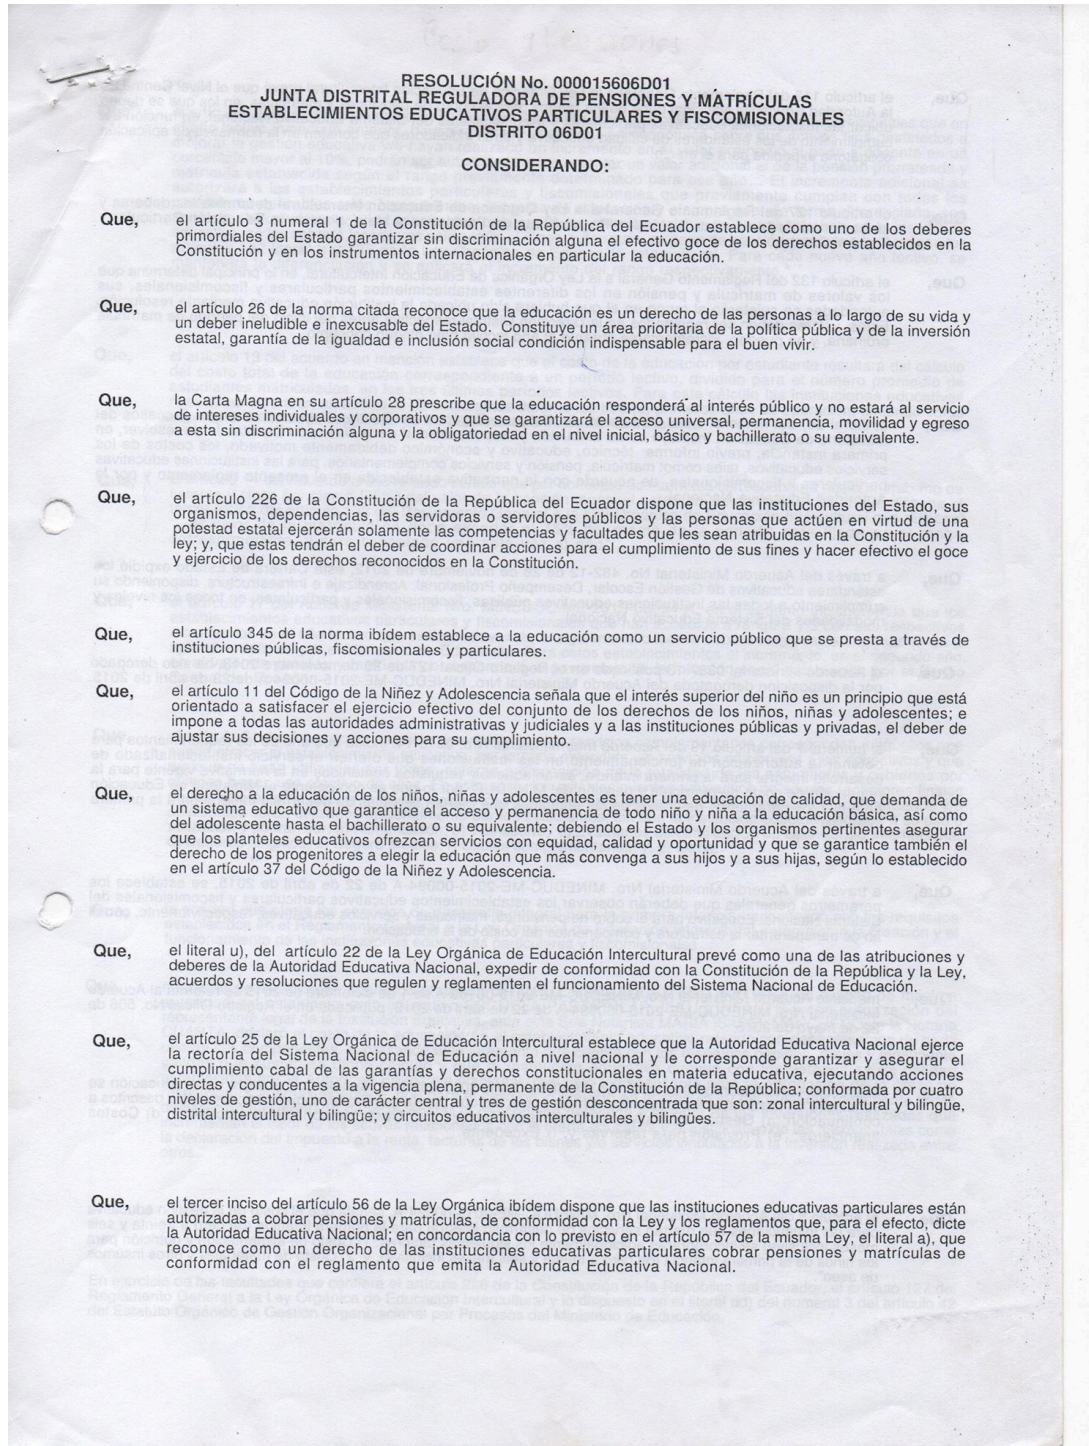 RESOLUCIÓN No. 000015606D01
JUNTA DISTRITAL REGULADORA DE PENSIONES Y MATRÍCULAS
ESTABLECIMIENTOS EDUCATIVOS PARTICULARES Y FISCOMISIONALES
DISTRITO 06D01
CONSIDERANDO:
Que, el artículo 3 numeral 1 de la Constitución de la República del Ecuador establece como uno de los deberes
primordiales del Estado garantizar sin discriminación alguna el efectivo goce de los derechos establecidos en la
Constitución y en los instrumentos internacionales en particular la educación.
Que, el artículo 26 de la norma citada reconoce que la educación es un derecho de las personas a lo largo de su vida y
un deber ineludible e inexcusable del Estado. Constituye un área prioritaria de la política pública y de la inversión
estatal, garantía de la igualdad e inclusión social condición indispensable para el buen vivir.
Que, la Carta Magna en su artículo 28 prescribe que la educación responderá al interés público y no estará al servicio
de intereses individuales y corporativos y que se garantizará el acceso universal, permanencia, movilidad y egreso
a esta sin discriminación alguna y la obligatoriedad en el nivel inicial, básico y bachillerato o su equivalente.
Que, el artículo 226 de la Constitución de la República del Ecuador dispone que las instituciones del Estado, sus
organismos, dependencias, las servidoras o servidores públicos y las personas que actúen en virtud de una
potestad estatal ejercerán solamente las competencias y facultades que les sean atribuidas en la Constitución y la
ley; y, que estas tendrán el deber de coordinar acciones para el cumplimiento de sus fines y hacer efectivo el goce
y ejercicio de los derechos reconocidos en la Constitución.
Que, el artículo 345 de la norma ibídem establece a la educación como un servicio público que se presta a través de
instituciones públicas, fiscomisionales y particulares.
Que, el artículo 11 del Código de la Niñez y Adolescencia señala que el interés superior del niño es un principio que está
orientado a satisfacer el ejercicio efectivo del conjunto de los derechos de los niños, niñas y adolescentes; e
impone a todas las autoridades administrativas y judiciales y a las instituciones públicas y privadas, el deber de
ajustar sus decisiones y acciones para su cumplimiento.
Que, el derecho a la educación de los niños, niñas y adolescentes es tener una educación de calidad, que demanda de
un sistema educativo que garantice el acceso y permanencia de todo niño y niña a la educación básica, así como
del adolescente hasta el bachillerato o su equivalente; debiendo el Estado y los organismos pertinentes asegurar
que los planteles educativos ofrezcan servicios con equidad, calidad y oportunidad y que se garantice también el
derecho de los progenitores a elegir la educación que más convenga a sus hijos y a sus hijas, según lo establecido
en el artículo 37 del Código de la Niñez y Adolescencia.
Que, el literal u), del artículo 22 de la Ley Orgánica de Educación Intercultural prevé como una de las atribuciones y
deberes de la Autoridad Educativa Nacional, expedir de conformidad con la Constitución de la República y la Ley,
acuerdos y resoluciones que regulen y reglamenten el funcionamiento del Sistema Nacional de Educación.
Que, el artículo 25 de la Ley Orgánica de Educación Intercultural establece que la Autoridad Educativa Nacional ejerce
la rectoría del Sistema Nacional de Educación a nivel nacional y le corresponde garantizar y asegurar el
cumplimiento cabal de las garantías y derechos constitucionales en materia educativa, ejecutando acciones
directas y conducentes a la vigencia plena, permanente de la Constitución de la República; conformada por cuatro
niveles de gestión, uno de carácter central y tres de gestión desconcentrada que son: zonal intercultural y bilingüe,
distrital intercultural y bilingüe; y circuitos educativos interculturales y bilingües.
Que, el tercer inciso del artículo 56 de la Ley Orgánica ibídem dispone que las instituciones educativas particulares están
autorizadas a cobrar pensiones y matrículas, de conformidad con la Ley y los reglamentos que, para el efecto, dicte
la Autoridad Educativa Nacional; en concordancia con lo previsto en el artículo 57 de la misma Ley, el literal a), que
reconoce como un derecho de las instituciones educativas particulares cobrar pensiones y matrículas de
conformidad con el reglamento que emita la Autoridad Educativa Nacional.